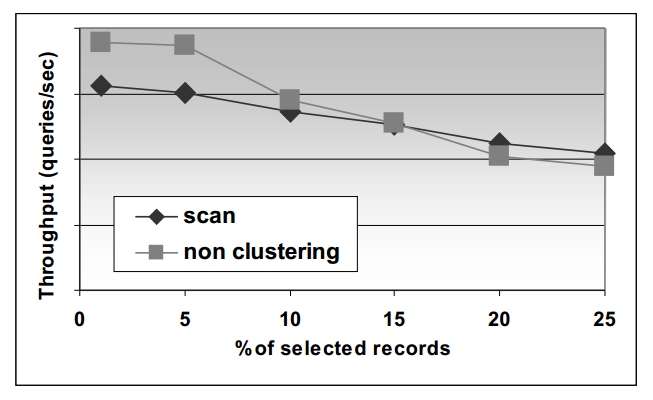 Throughput (queries/sec)
scan
non clustering
0 5 10 15 20 25
%of selected records